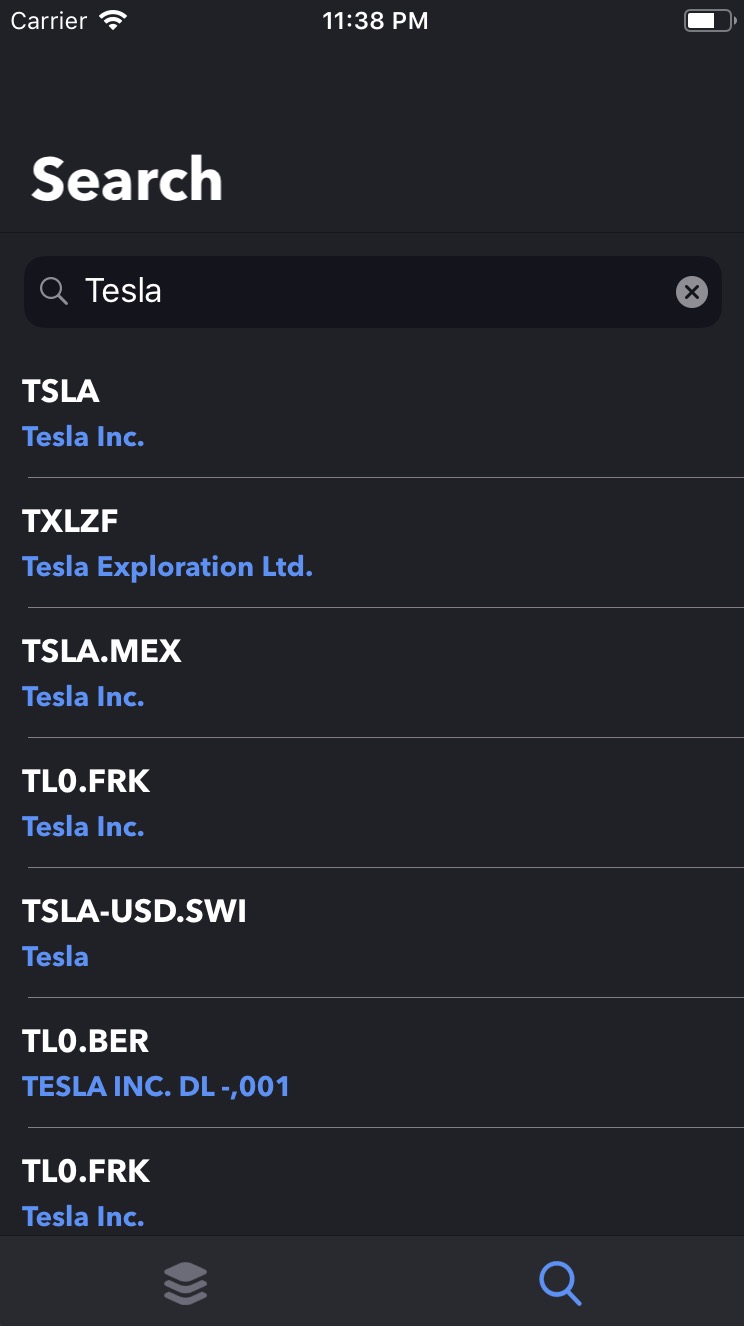 Carrier 11:38 PM
Search
Tesla
TSLA
Tesla Inc.
TXLZF
Tesla Exploration Ltd.
TSLA.MEX
Tesla Inc.
TL0.FRK
Tesla Inc.
TSLA-USD.SWI
Tesla
TL0.BER
TESLA INC. DL -,001
TL0.FRK
Tesla Inc.